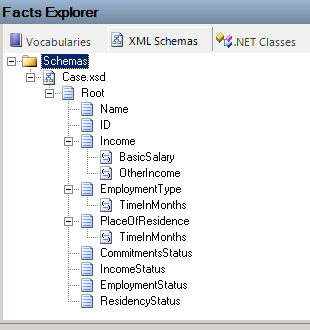 Facts Explorer
Vocabularies XML Schemas .NET Classes
Schemas
Case.xsd
Root
Name
ID
Income
BasicSalary
OtherIncome
EmploymentType
TimeInMonths
PlaceOfResidence
TimeInMonths
CommitmentsStatus
IncomeStatus
EmploymentStatus
ResidencyStatus